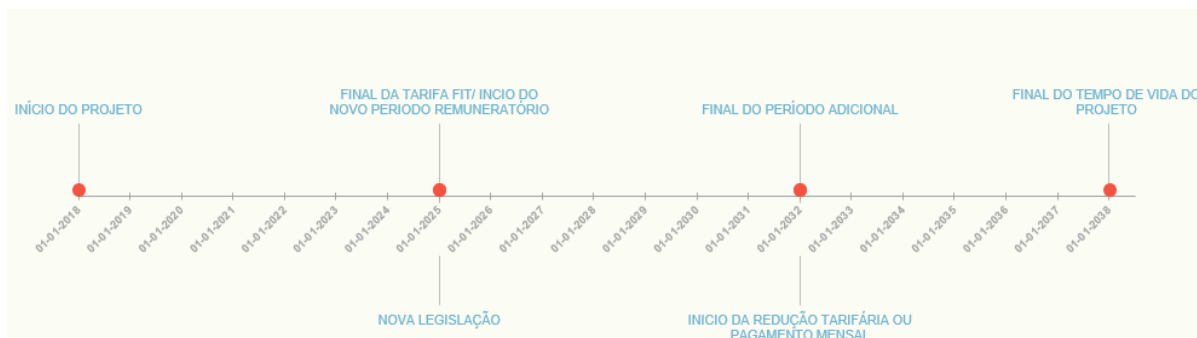 INÍCIO DO PROJETO
FINAL DA TARIFA FIT/ INCIO DO
NOVO PERIODO REMUNERATÓRIO
FINAL DO PERÍODO ADICIONAL
FINAL DO TEMPO DE VIDA DO
PROJETO
01-01-2018
01-01-2019
01-01-2020
01-01-2021
01-01-2022
01-01-2023
01-01-2024
01-01-2025
01-01-2026
01-01-2027
01-01-2028
01-01-2029
01-01-2030
01-01-2031
01-01-2032
01-01-2033
01-01-2034
01-01-2035
01-01-2036
01-01-2037
01-01-2038
NOVA LEGISLAÇÃO
INICIO DA REDUÇÃO TARIFÁRIA OU
PAGAMENTO MENSAL